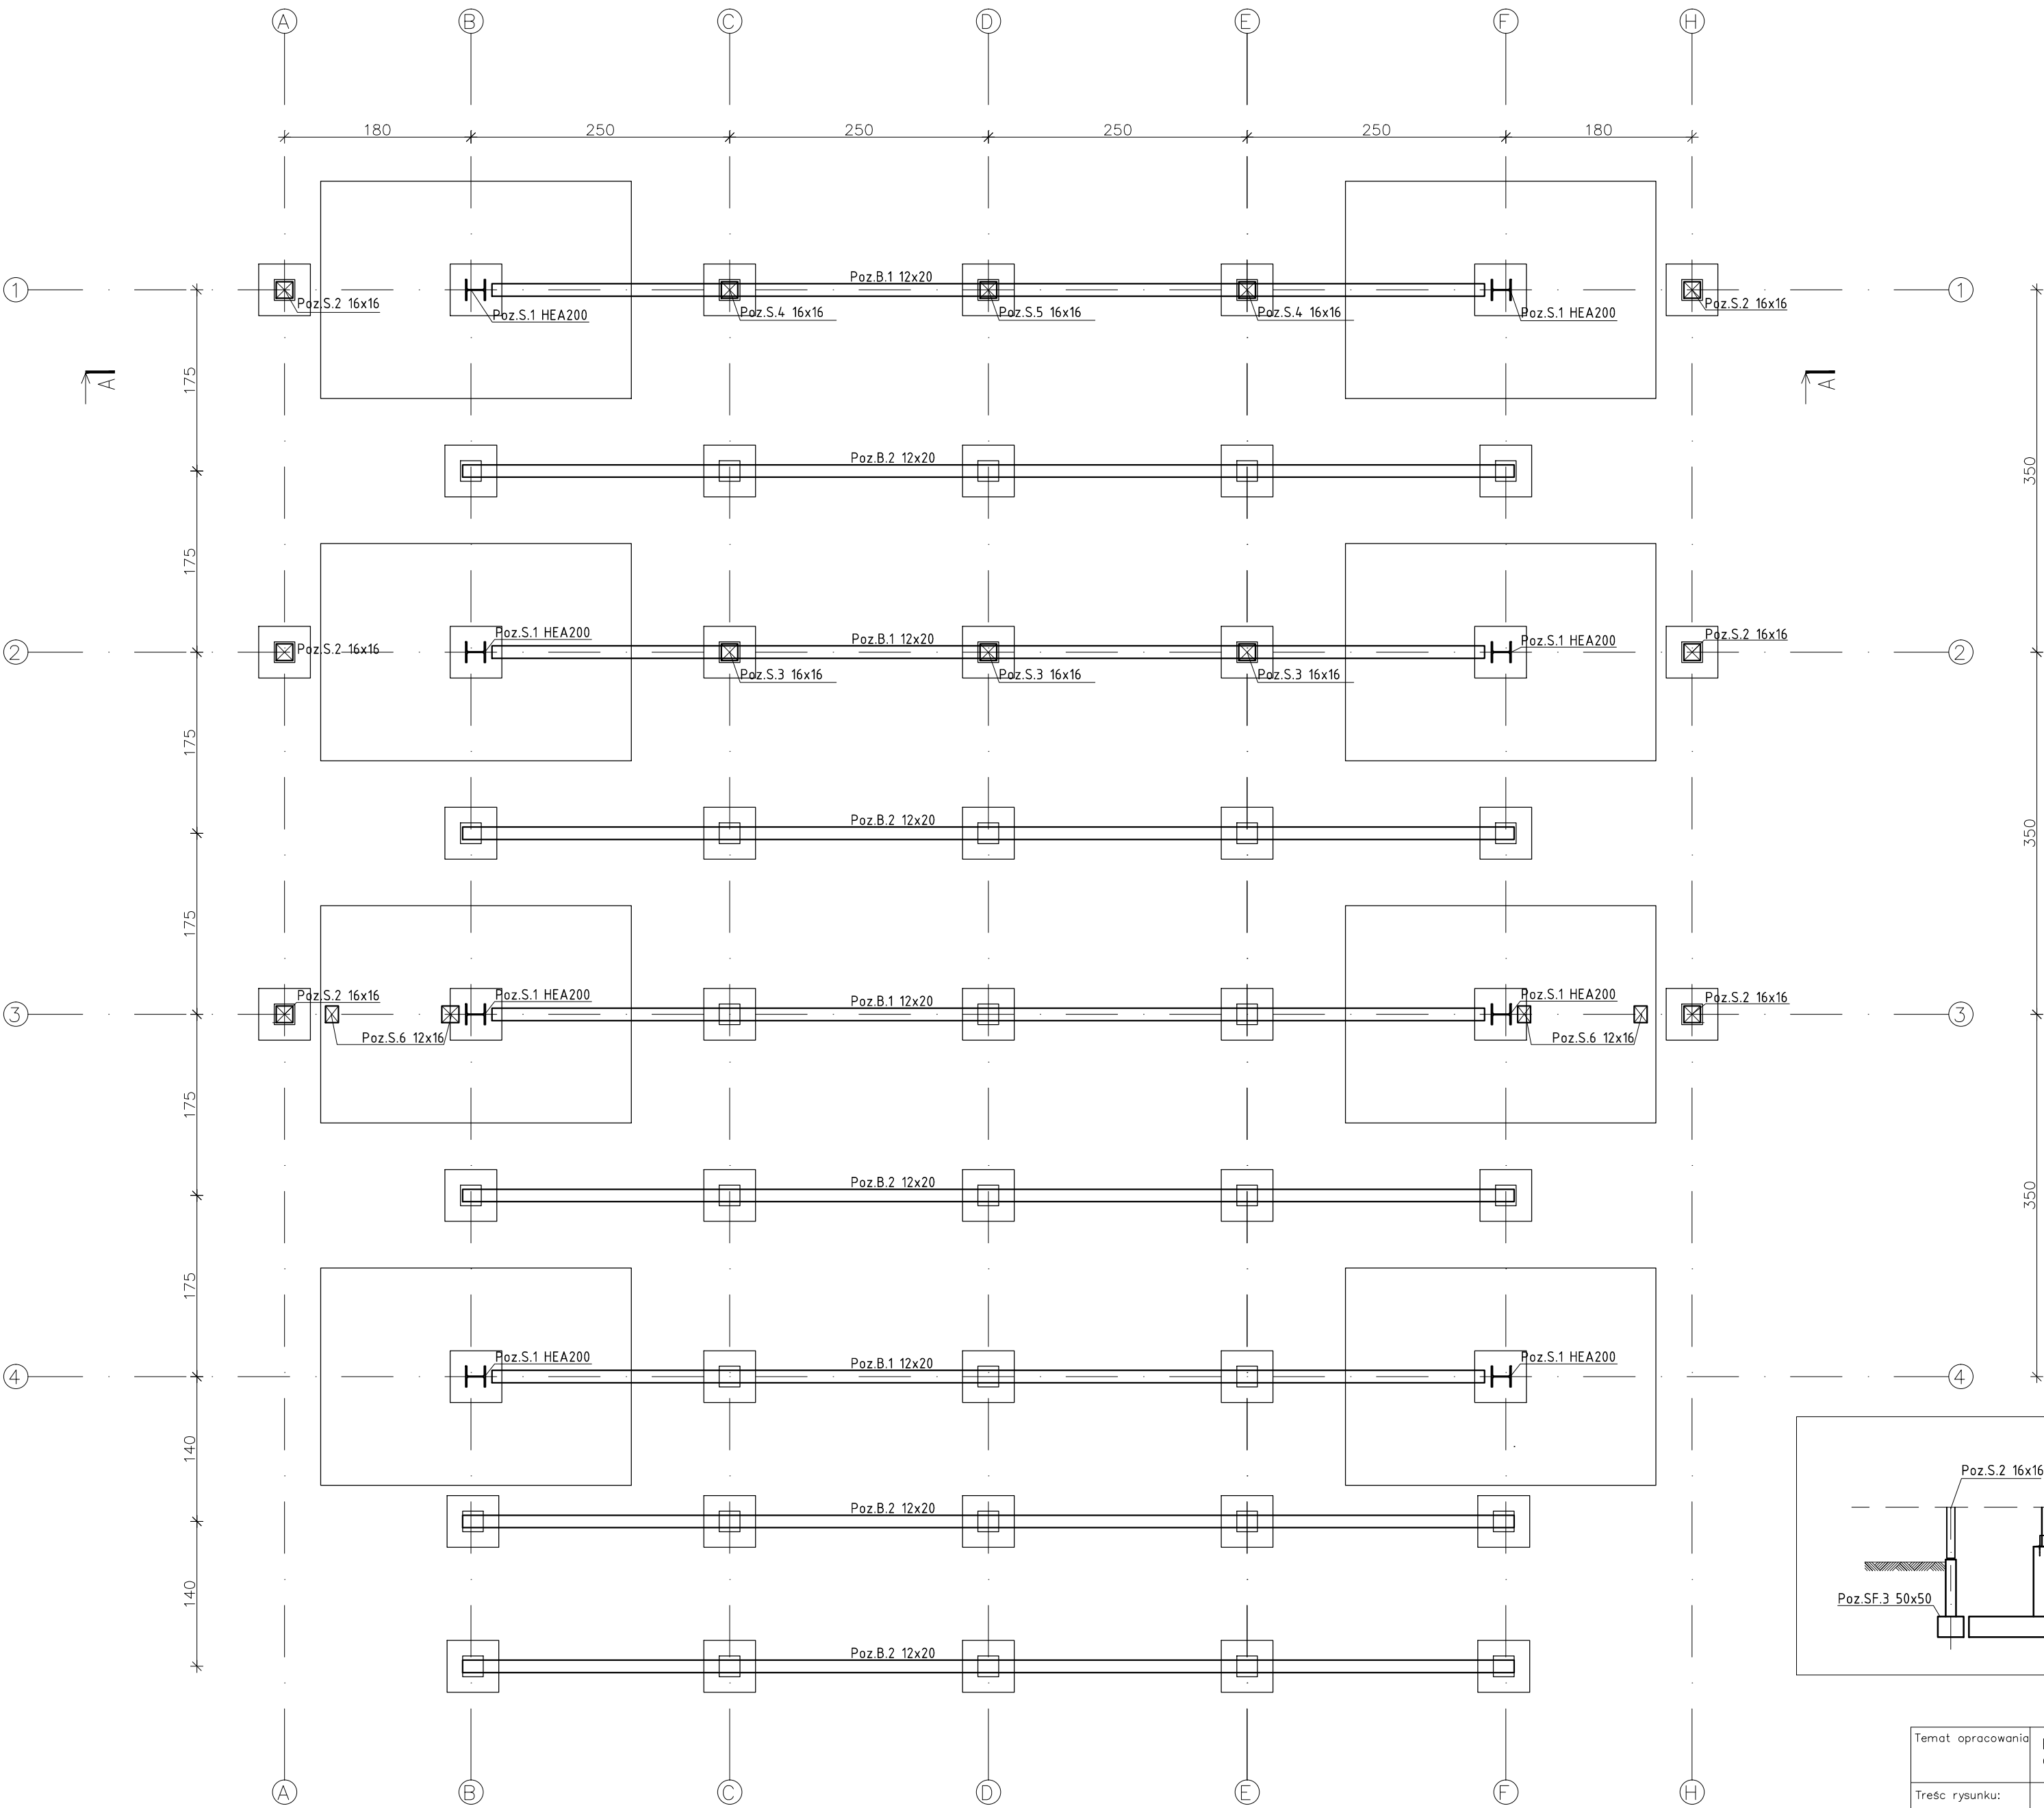 A B C D E F H
180 250 250 250 250 180
Poz.B.1 12x20
1 1
Poz.S.2 16x16 Poz.S.1 HEA200 Poz.S.4 16x16 Poz.S.5 16x16 Poz.S.4 16x16 Poz.S.1 HEA200 Poz.S.2 16x16
175
A A
Poz.B.2 12x20
350
175
Poz.S.1 HEA200 Poz.B.1 12x20 Poz.S.1 HEA200 Poz.S.2 16x16
2 Poz.S.2 16x16 2
Poz.S.3 16x16 Poz.S.3 16x16 Poz.S.3 16x16
175
Poz.B.2 12x20
350
175
Poz.S.2 16x16 Poz.S.1 HEA200 Poz.B.1 12x20 Poz.S.1 HEA200 Poz.S.2 16x16
3 3
Poz.S.6 12x16 Poz.S.6 12x16
175
Poz.B.2 12x20
350
175
Poz.S.1 HEA200 Poz.B.1 12x20 Poz.S.1 HEA200
4 4
140
Poz.S.2 16x16
Poz.B.2 12x20
140
Poz.SF.3 50x50
Poz.B.2 12x20
Temat opracowania
A B C D E F H
Treśc rysunku: